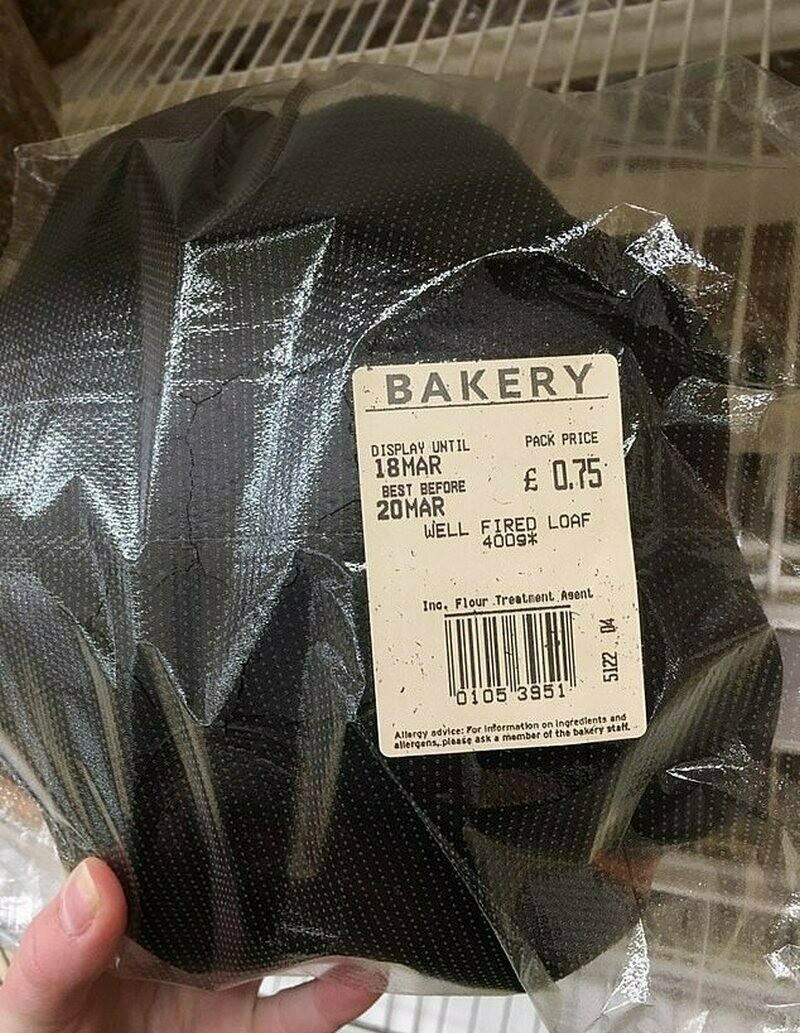 BAKERY
DISPLAY UNTIL
18MAR
PACK PRICE
£ 0.75
BEST BEFORE
20MAR
WELL FIRED LOAF
400g*
Inc. Flour Treatment Agent
0105 3951
5122 . 04
Allergy advice: For information on ingredients and
allergens, please ask a member of the bakery staff.